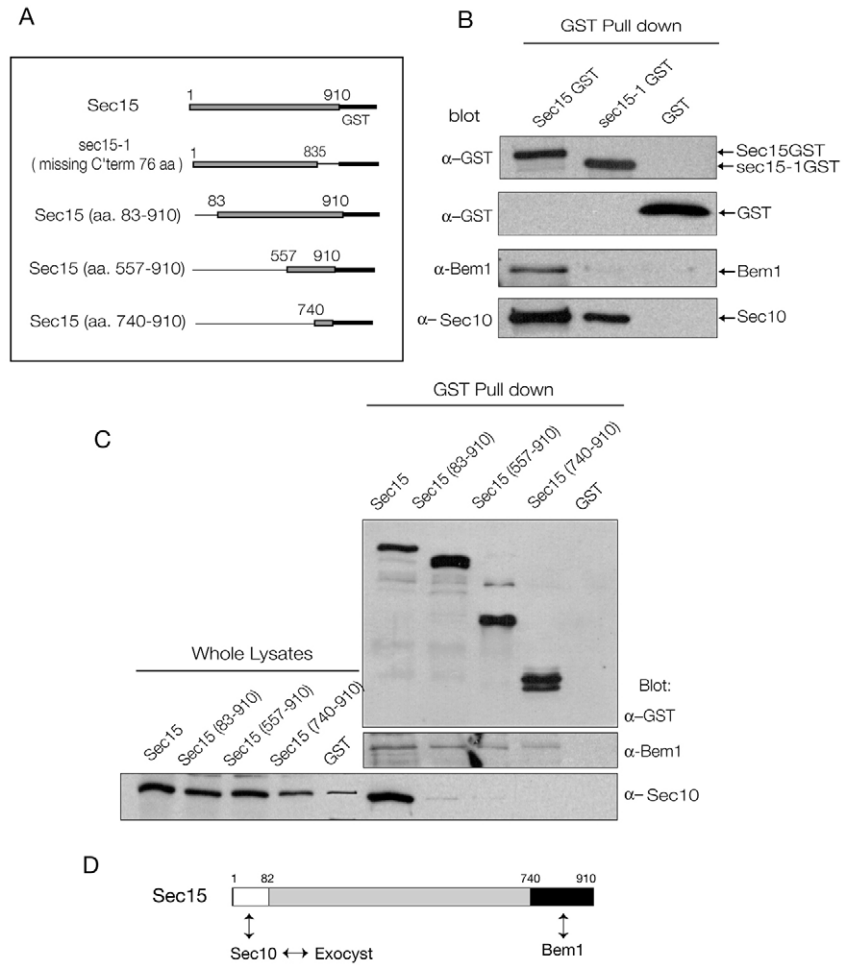 A
Sec15
1 910
GST
sec15-1
( missing C'term 76 aa )
1 835
Sec15 (aa. 83-910)
83 910
Sec15 (aa. 557-910)
557 910
Sec15 (aa. 740-910)
740
B
GST Pull down
blot
Sec15 GST
sec15-1 GST
GST
α-GST
Sec15GST
sec15-1GST
α-GST
GST
α-Bem1
Bem1
α-Sec10
Sec10
C
GST Pull down
Sec15
Sec15 (83-910)
Sec15 (557-910)
Sec15 (740-910)
GST
Whole Lysates
Sec15
Sec15 (83-910)
Sec15 (557-910)
Sec15 (740-910)
GST
Blot:
α-GST
α-Bem1
α-Sec10
D
1 82 740 910
Sec15
Sec10 ↔ Exocyst
Bem1